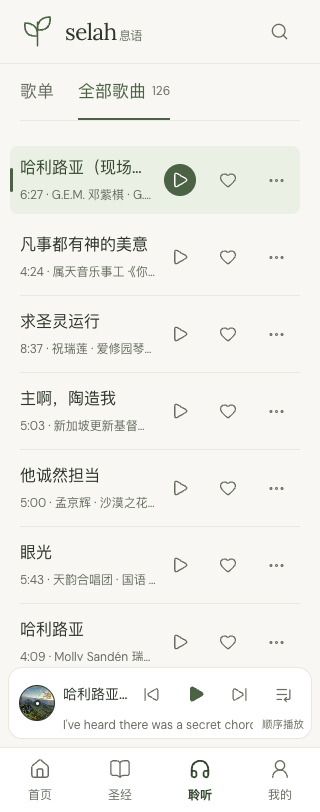 selah 息语
歌单 全部歌曲 126
哈利路亚（现场...
6:27 · G.E.M. 邓紫棋 · G....
凡事都有神的美意
4:24 · 属天音乐事工《你...
求圣灵运行
8:37 · 祝瑞莲 · 爱修园琴...
主啊，陶造我
5:03 · 新加坡更新基督...
他诚然担当
5:00 · 孟京辉 · 沙漠之花...
眼光
5:43 · 天韵合唱团 · 国语 ...
哈利路亚
4:09 · Molly Sandén 瑞...
哈利路亚...
I've heard there was a secret chord 顺序播放
首页 圣经 聆听 我的